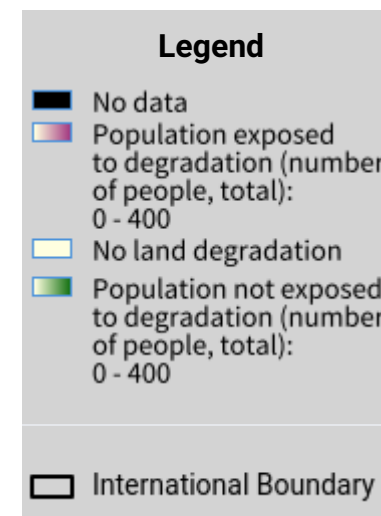 Legend
No data
Population exposed
to degradation (number
of people, total):
0 - 400
No land degradation
Population not exposed
to degradation (number
of people, total):
0 - 400
International Boundary